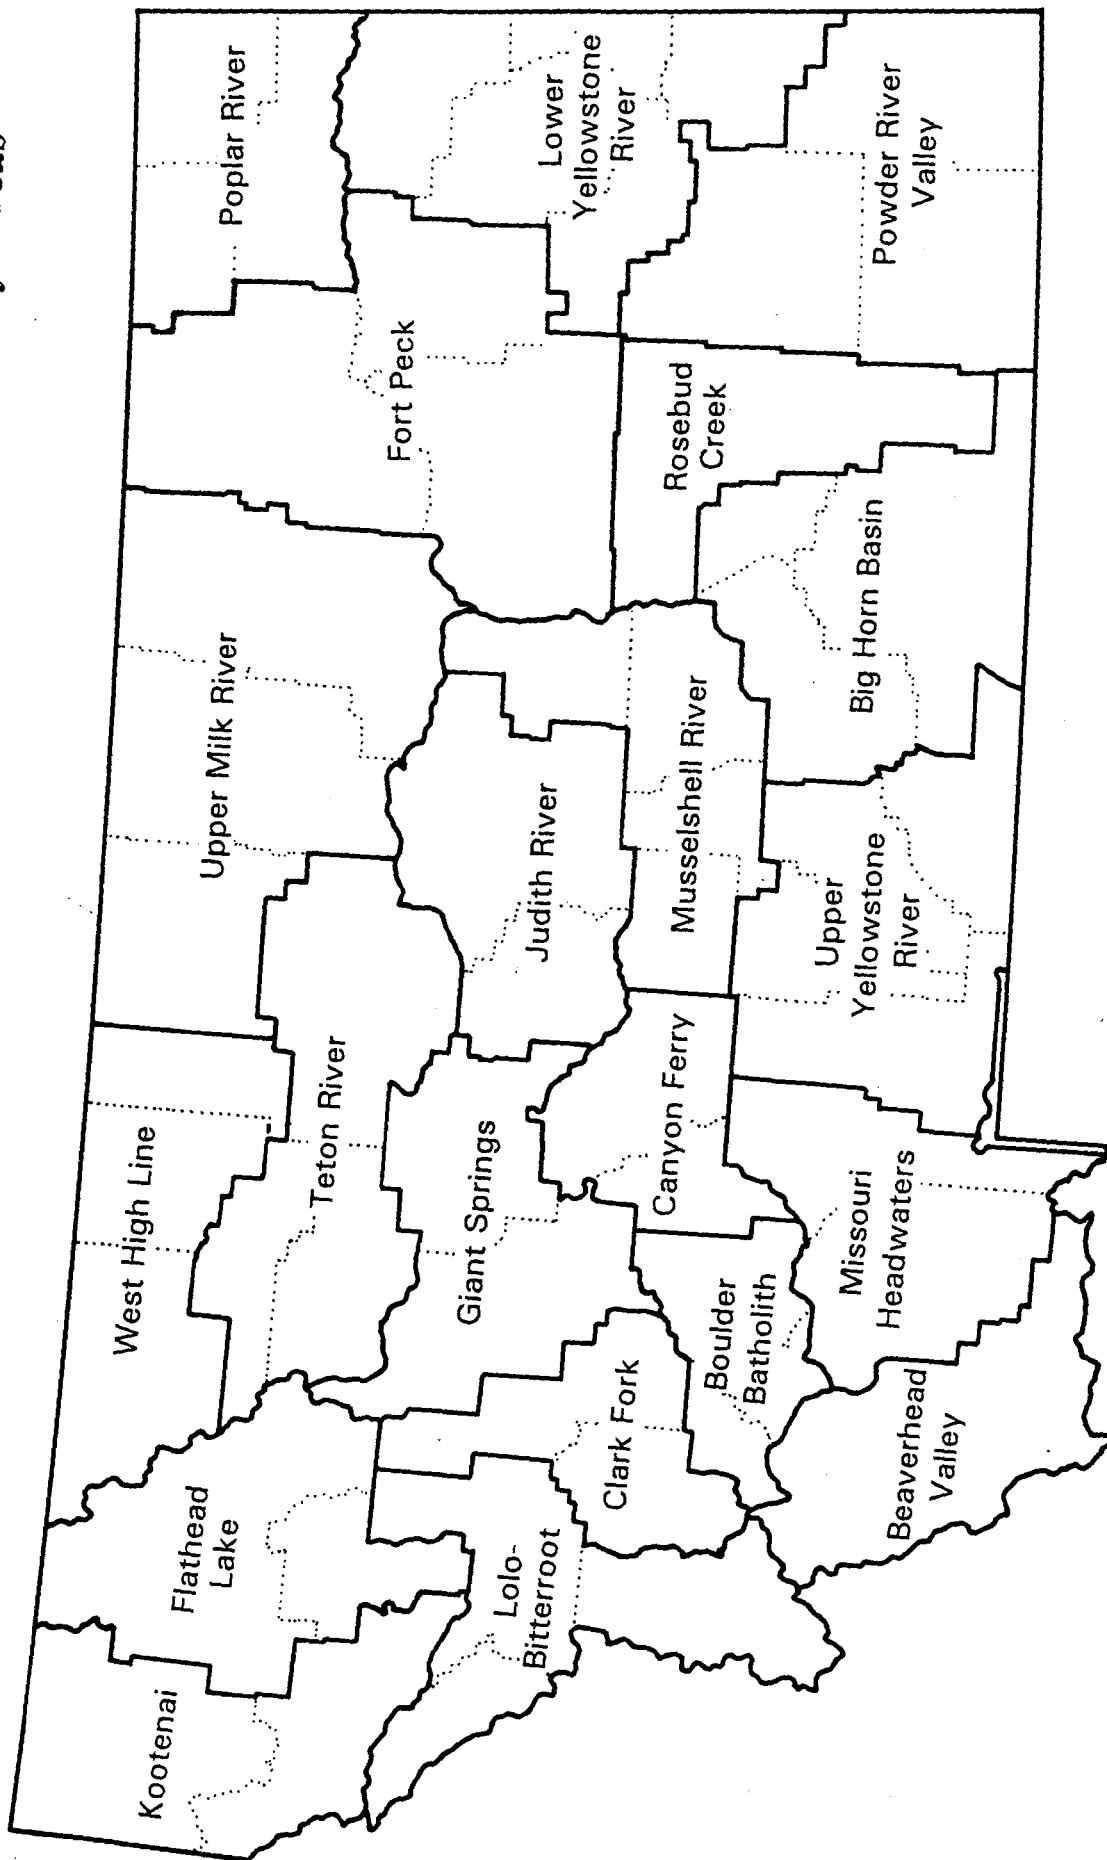 Kootenai
Flathead
Lake
West High Line
Upper Milk River
Poplar River
Fort Peck
Teton River
Lolo-
Bitterroot
Clark Fork
Giant Springs
Judith River
Lower
Yellowstone
River
Boulder
Batholith
Canyon Ferry
Musselshell River
Rosebud
Creek
Beaverhead
Valley
Missouri
Headwaters
Upper
Yellowstone
River
Big Horn Basin
Powder River
Valley